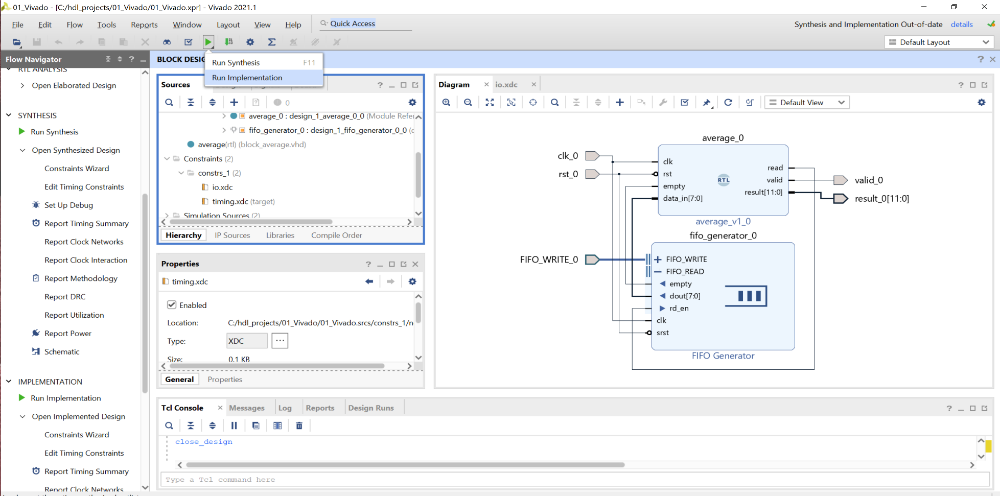 01_Vivado - [C:/hdl_projects/01_Vivado/01_Vivado.xpr] - Vivado 2021.1
File Edit Flow Tools Reports Window Layout View Help Quick Access
Synthesis and Implementation Out-of-date details
Default Layout
Flow Navigator
RTL ANALYSIS
Open Elaborated Design
SYNTHESIS
Run Synthesis
Open Synthesized Design
Constraints Wizard
Edit Timing Constraints
Set Up Debug
Report Timing Summary
Report Clock Networks
Report Clock Interaction
Report Methodology
Report DRC
Report Utilization
Report Power
Schematic
IMPLEMENTATION
Run Implementation
Open Implemented Design
Constraints Wizard
Edit Timing Constraints
Report Timing Summary
Report Clock Networks
BLOCK DESIG
Run Synthesis F11
Run Implementation
Sources
0
average_0 : design_1_average_0_0 (Module Refer
fifo_generator_0 : design_1_fifo_generator_0_0 (c
average(rtl) (block_average.vhd)
Constraints (2)
constrs_1 (2)
io.xdc
timing.xdc (target)
Simulation Sources (2)
Hierarchy IP Sources Libraries Compile Order
Properties
timing.xdc
Enabled
Location: C:/hdl_projects/01_Vivado/01_Vivado.srcs/constrs_1/n
Type: XDC ...
Size: 0.1 KB
General Properties
Diagram io.xdc
Default View
average_0
clk_0
rst_0
clk
rst
empty
data_in[7:0]
RTL
read
valid
result[11:0]
valid_0
result_0[11:0]
average_v1_0
fifo_generator_0
FIFO_WRITE_0
FIFO_WRITE
FIFO_READ
empty
dout[7:0]
rd_en
clk
srst
FIFO Generator
Tcl Console Messages Log Reports Design Runs
close_design
Type a Tcl command here